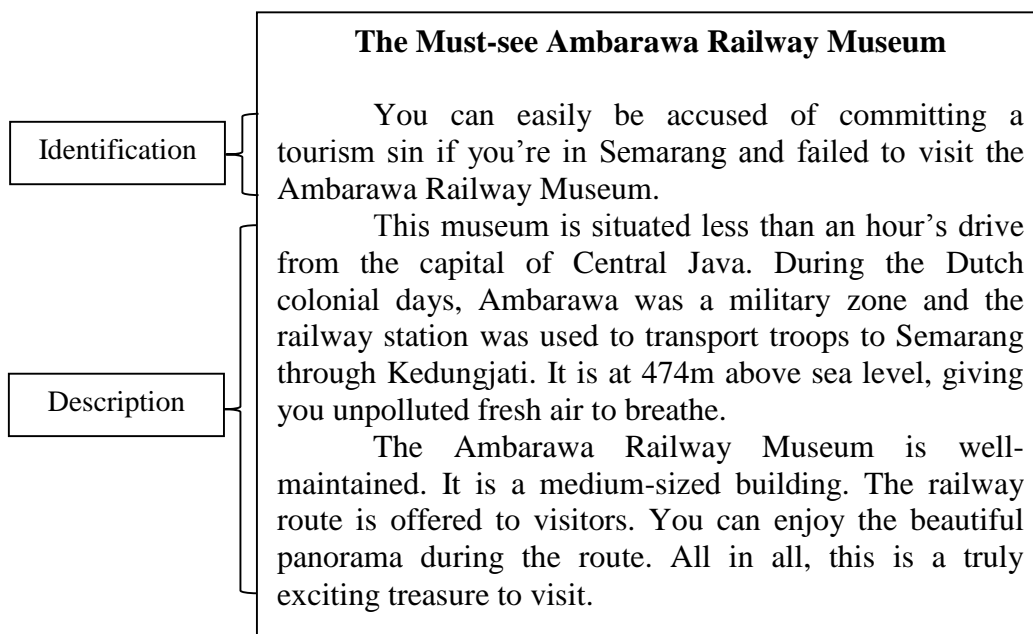 The Must-see Ambarawa Railway Museum
Identification
You can easily be accused of committing a
tourism sin if you’re in Semarang and failed to visit the
Ambarawa Railway Museum.
Description
This museum is situated less than an hour’s drive
from the capital of Central Java. During the Dutch
colonial days, Ambarawa was a military zone and the
railway station was used to transport troops to Semarang
through Kedungjati. It is at 474m above sea level, giving
you unpolluted fresh air to breathe.
The Ambarawa Railway Museum is well-
maintained. It is a medium-sized building. The railway
route is offered to visitors. You can enjoy the beautiful
panorama during the route. All in all, this is a truly
exciting treasure to visit.